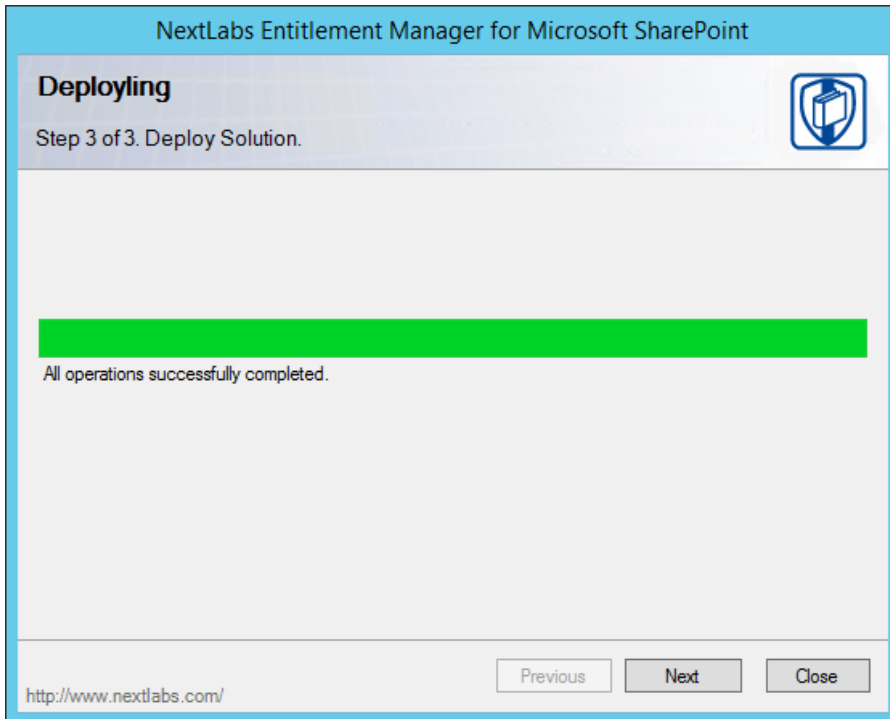 NextLabs Entitlement Manager for Microsoft SharePoint
Deployling
Step 3 of 3. Deploy Solution.
All operations successfully completed.
Previous
Next
Close
http://www.nextlabs.com/